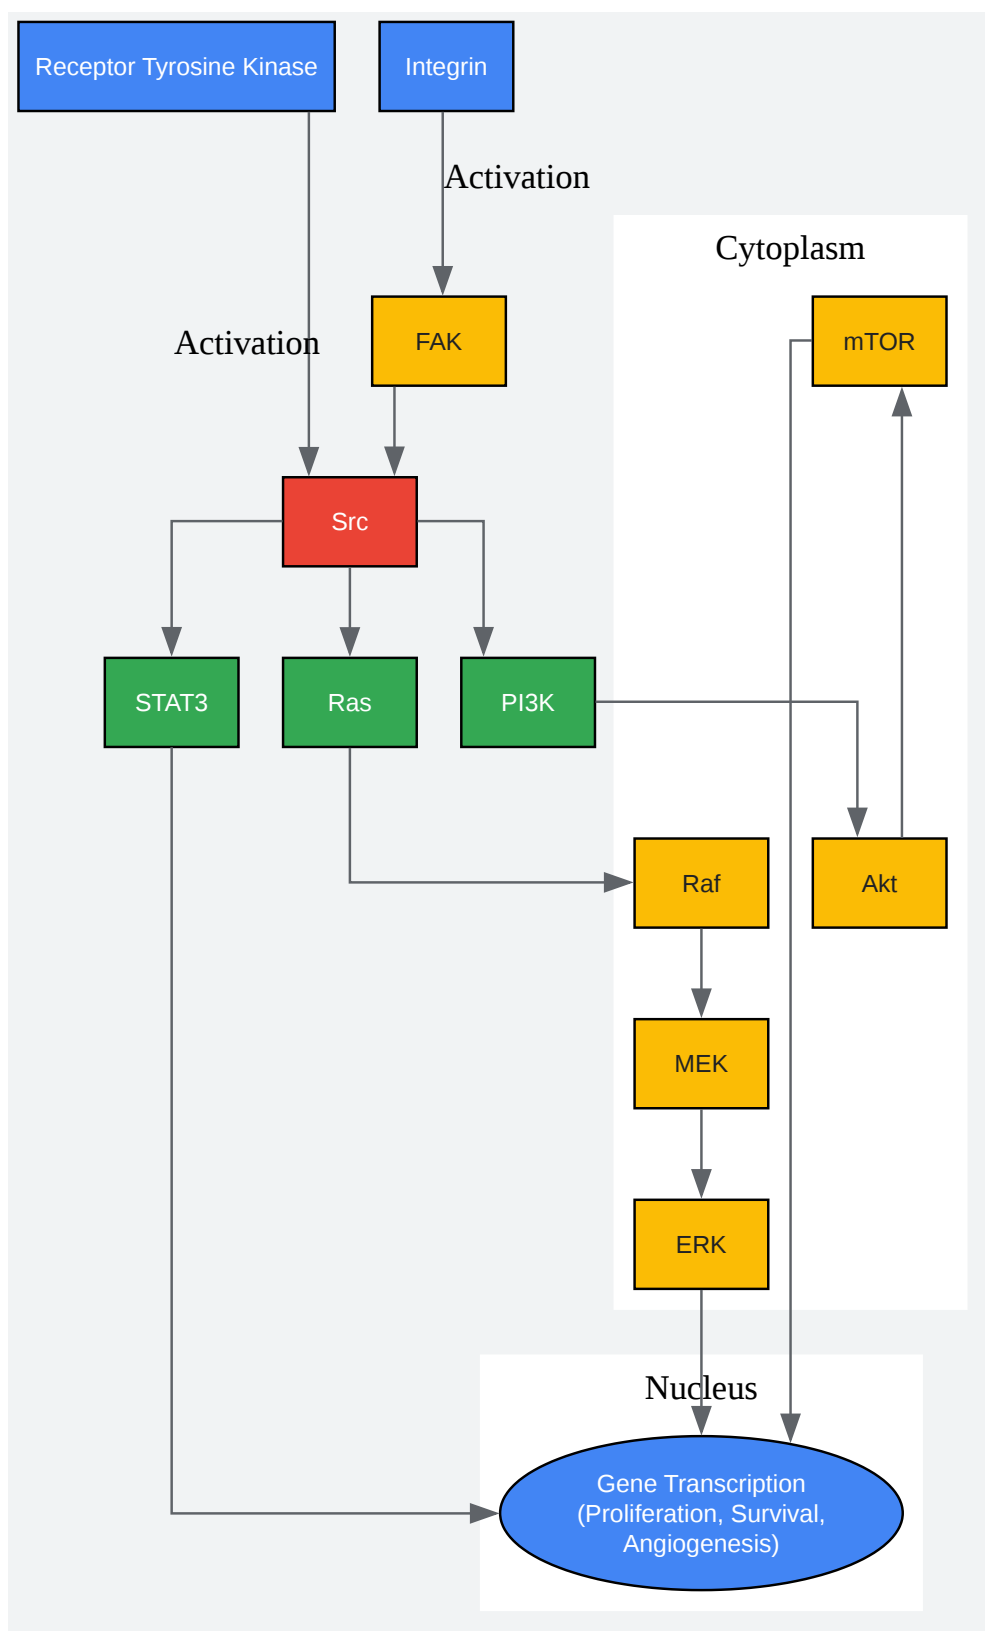 Receptor Tyrosine Kinase
Integrin
Activation
Cytoplasm
Activation
FAK
mTOR
Src
STAT3
Ras
PI3K
Raf
Akt
MEK
ERK
Nucleus
Gene Transcription
(Proliferation, Survival,
Angiogenesis)